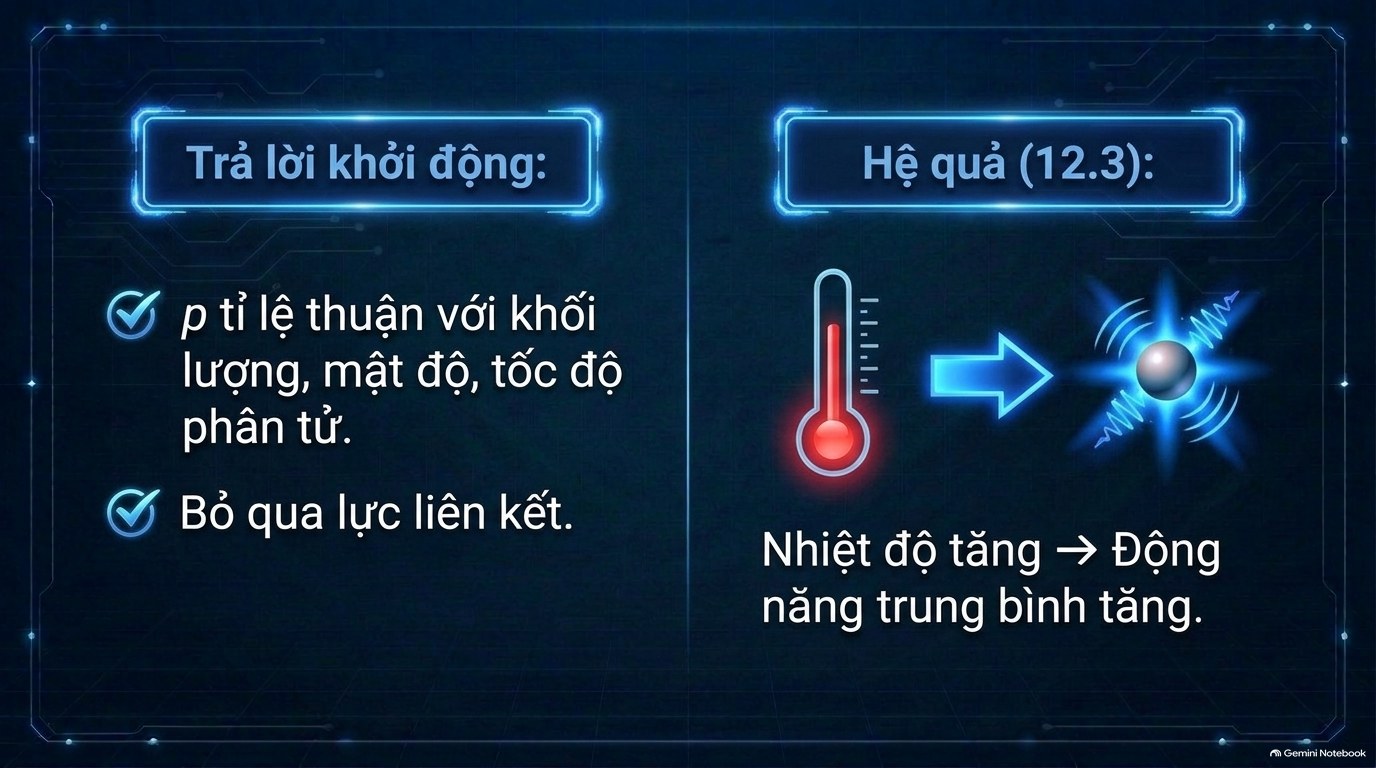 Trả lời khởi động:
p tỉ lệ thuận với khối
lượng, mật độ, tốc độ
phân tử.
Bỏ qua lực liên kết.
Hệ quả (12.3):
Nhiệt độ tăng → Động
năng trung bình tăng.
Gemini Notebook